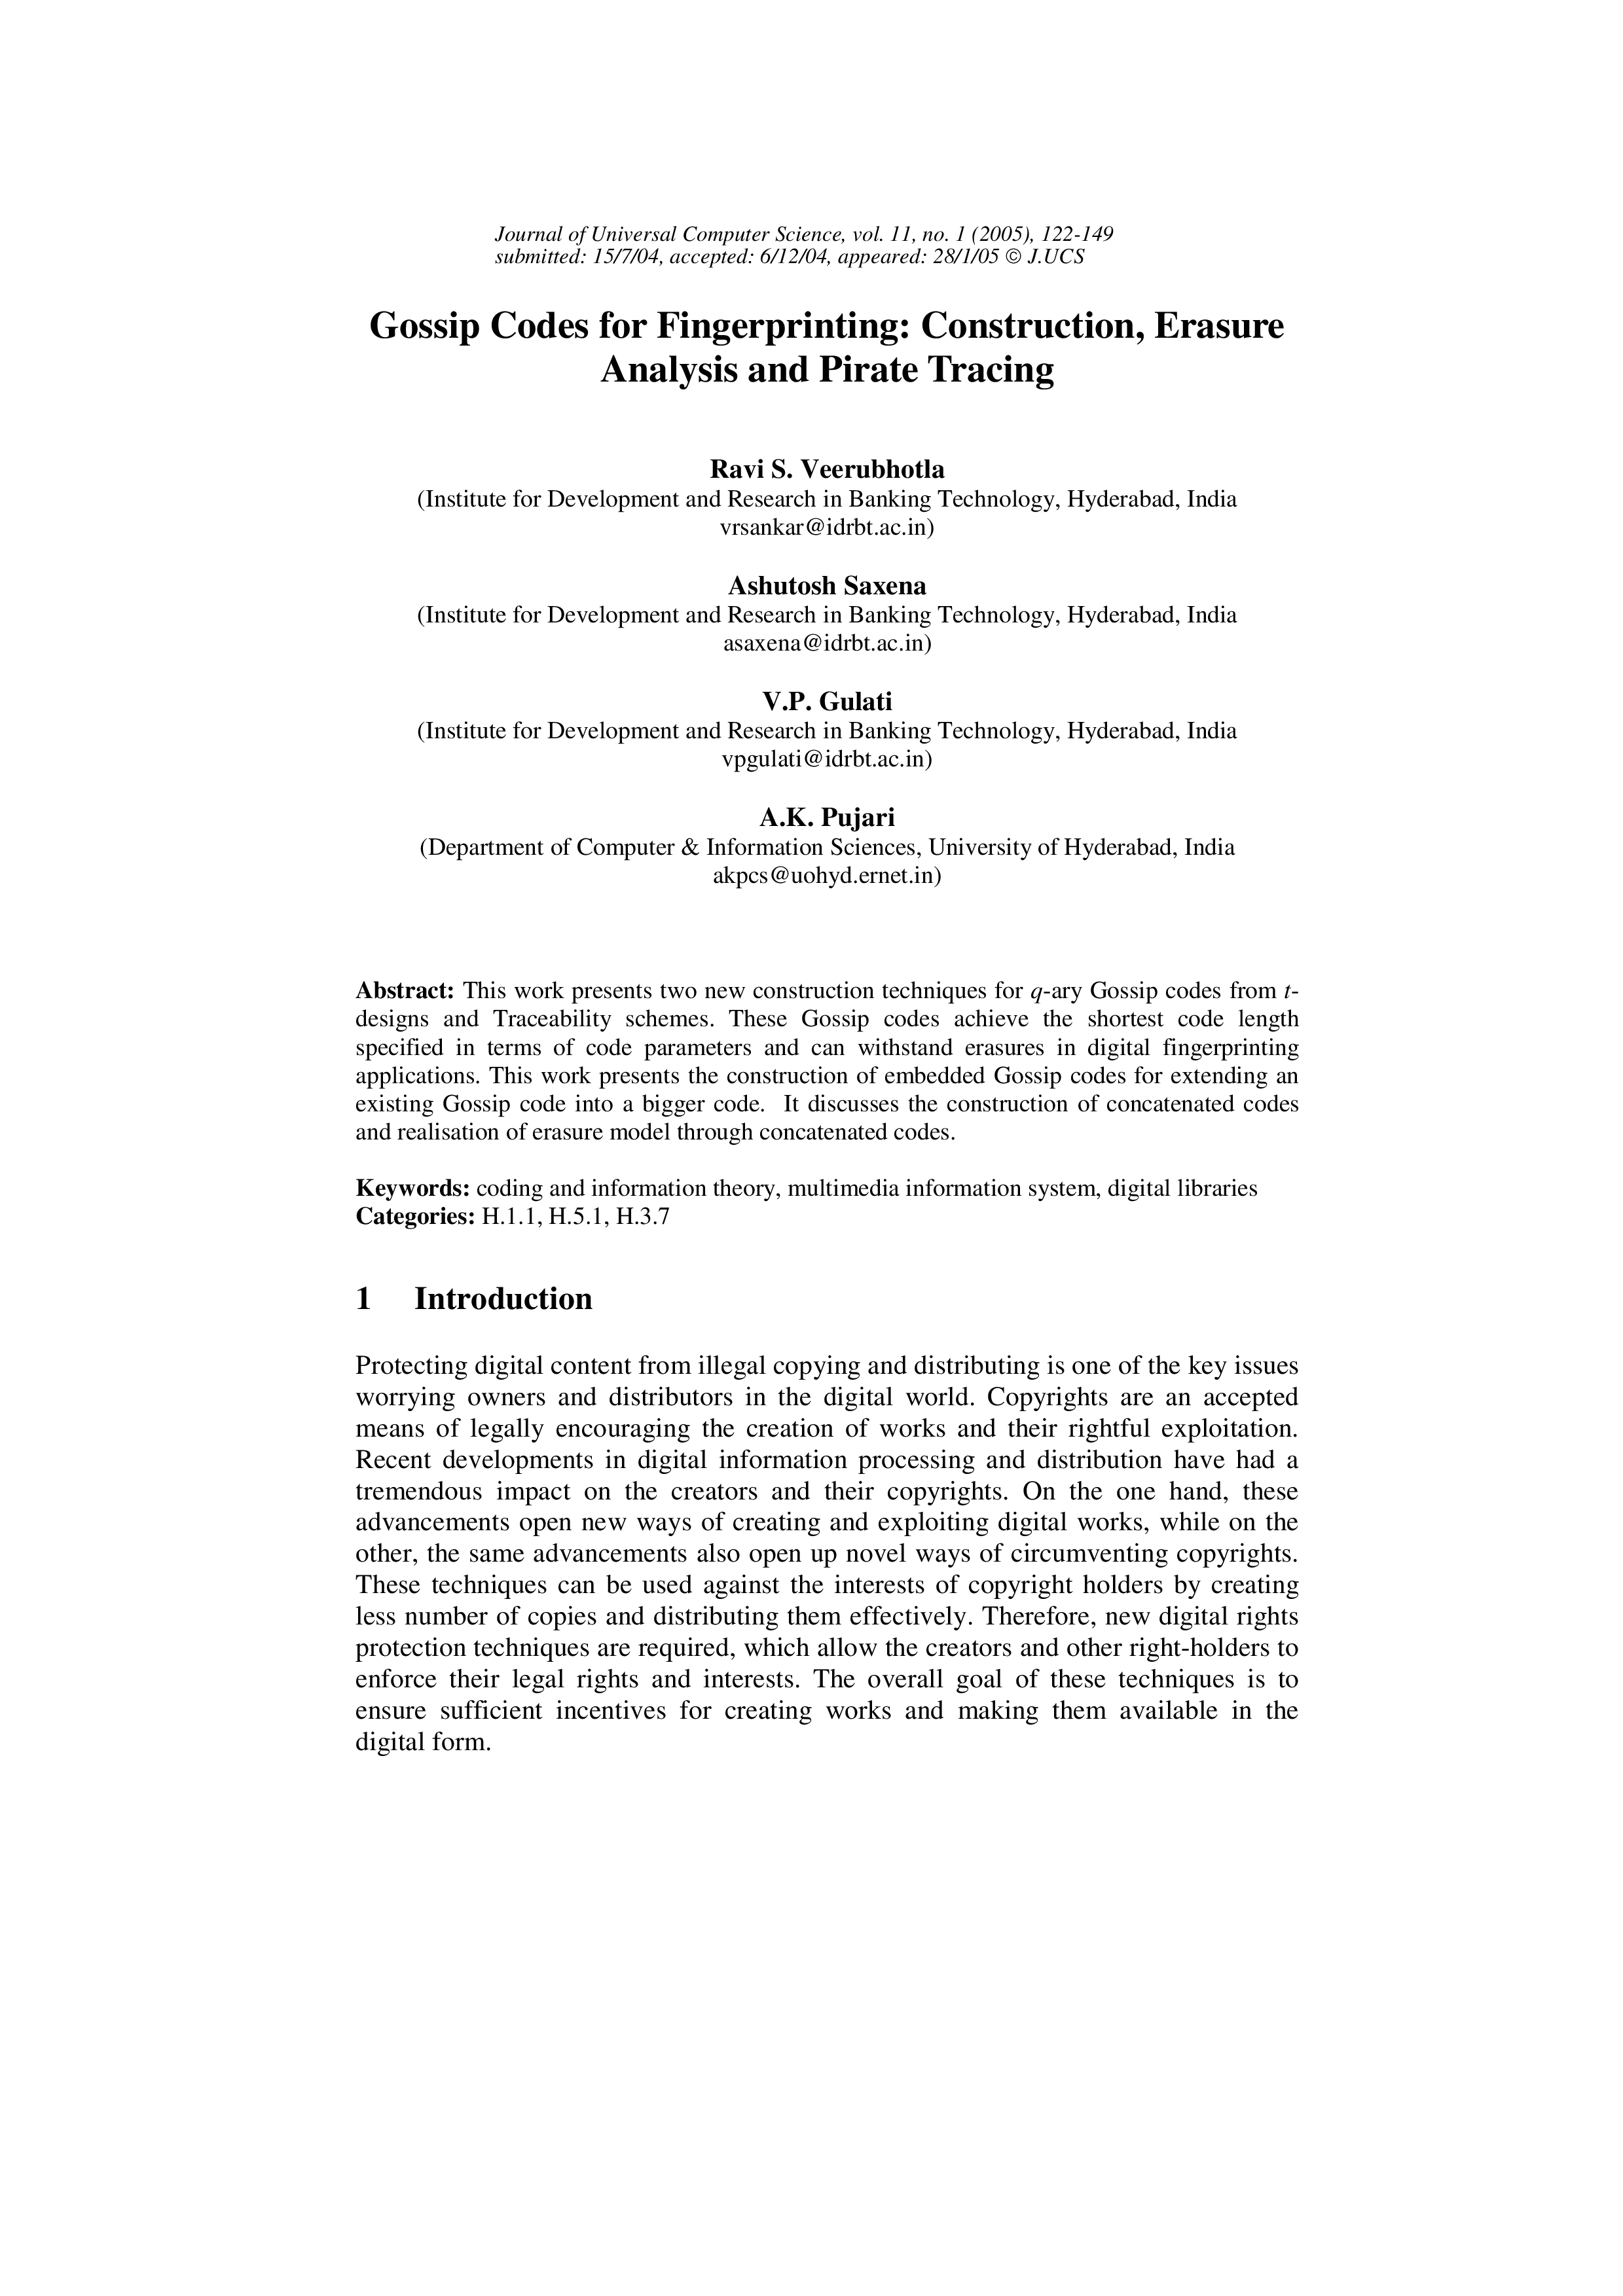 Journal of Universal Computer Science, vol. 11, no. 1 (2005), 122-149
submitted: 15/7/04, accepted: 6/12/04, appeared: 28/1/05 © J.UCS
Gossip Codes for Fingerprinting: Construction, Erasure
Analysis and Pirate Tracing
Ravi S. Veerubhotla
(Institute for Development and Research in Banking Technology, Hyderabad, India
vrsankar@idrbt.ac.in)
Ashutosh Saxena
(Institute for Development and Research in Banking Technology, Hyderabad, India
asaxena@idrbt.ac.in)
V.P. Gulati
(Institute for Development and Research in Banking Technology, Hyderabad, India
vpgulati@idrbt.ac.in)
A.K. Pujari
(Department of Computer & Information Sciences, University of Hyderabad, India
akpcs@uohyd.ernet.in)
Abstract: This work presents two new construction techniques for q-ary Gossip codes from t-
designs and Traceability schemes. These Gossip codes achieve the shortest code length
specified in terms of code parameters and can withstand erasures in digital fingerprinting
applications. This work presents the construction of embedded Gossip codes for extending an
existing Gossip code into a bigger code. It discusses the construction of concatenated codes
and realisation of erasure model through concatenated codes.
Keywords: coding and information theory, multimedia information system, digital libraries
Categories: H.1.1, H.5.1, H.3.7
1 Introduction
Protecting digital content from illegal copying and distributing is one of the key issues
worrying owners and distributors in the digital world. Copyrights are an accepted
means of legally encouraging the creation of works and their rightful exploitation.
Recent developments in digital information processing and distribution have had a
tremendous impact on the creators and their copyrights. On the one hand, these
advancements open new ways of creating and exploiting digital works, while on the
other, the same advancements also open up novel ways of circumventing copyrights.
These techniques can be used against the interests of copyright holders by creating
less number of copies and distributing them effectively. Therefore, new digital rights
protection techniques are required, which allow the creators and other right-holders to
enforce their legal rights and interests. The overall goal of these techniques is to
ensure sufficient incentives for creating works and making them available in the
digital form.